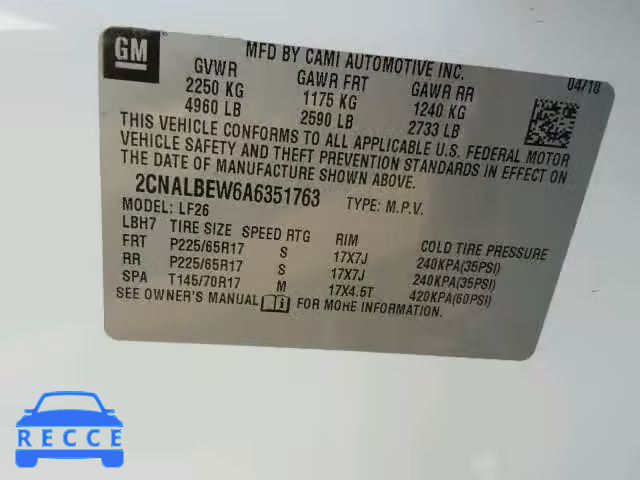 GM
MFD BY CAMI AUTOMOTIVE INC.
GVWR GAWR FRT GAWR RR 04/10
2250 KG 1175 KG 1240 KG
4960 LB 2590 LB 2733 LB
THIS VEHICLE CONFORMS TO ALL APPLICABLE U.S. FEDERAL MOTOR
VEHICLE SAFETY AND THEFT PREVENTION STANDARDS IN EFFECT ON
THE DATE OF MANUFACTURE SHOWN ABOVE.
2CNALBEW6A6351763 TYPE: M.P.V.
MODEL: LF26
LBH7 TIRE SIZE SPEED RTG RIM COLD TIRE PRESSURE
FRT P225/65R17 S 17X7J 240KPA(35PSI)
RR P225/65R17 S 17X7J 240KPA(35PSI)
SPA T145/70R17 M 17X4.5T 420KPA(60PSI)
SEE OWNER'S MANUAL i FOR MORE INFORMATION.
RECCE